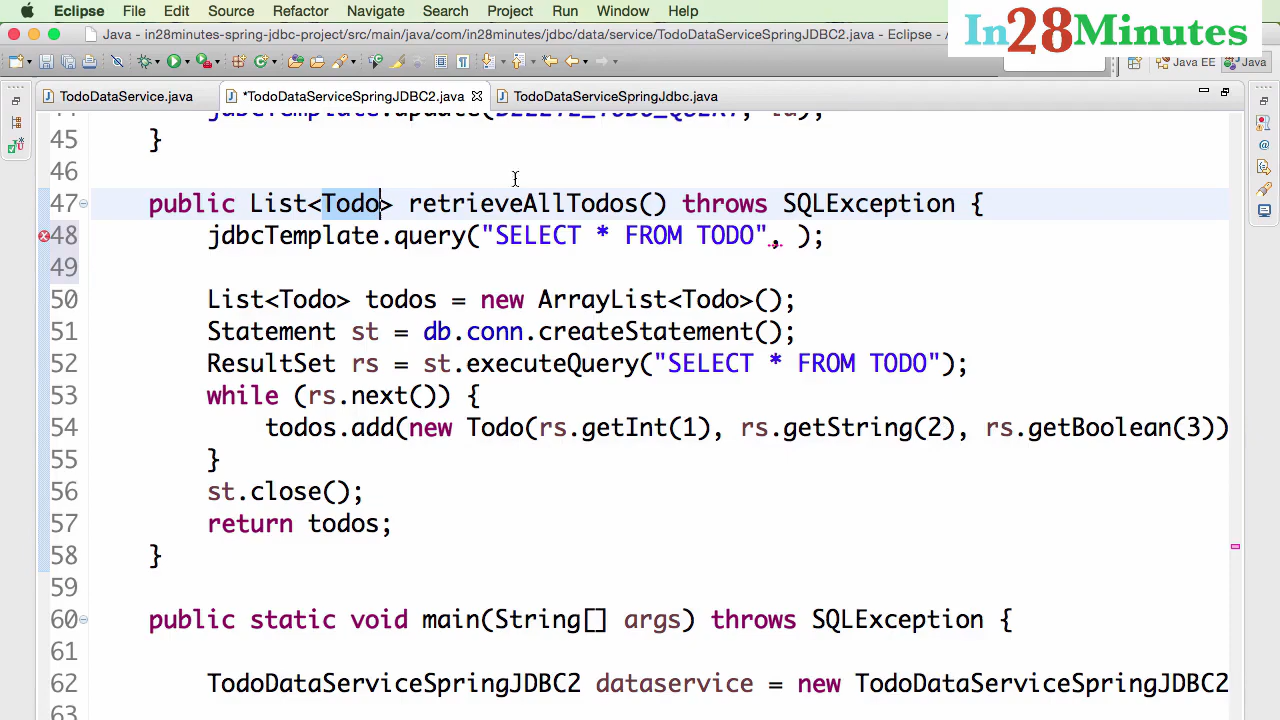 Eclipse File Edit Source Refactor Navigate Search Project Run Window Help
In28Minutes
Java - in28minutes-spring-jdbc/src/main/java/com/in28minutes/jdbc/data/service/TodoDataServiceSpringJDBC2.java - Eclipse -
Java EE Java
TodoDataService.java *TodoDataServiceSpringJDBC2.java TodoDataServiceSpringJdbc.java
jdbcTemplate.update(DELETE_TODO_QUERY, id);
45 }
46
47 public List<Todo> retrieveAllTodos() throws SQLException {
48 jdbcTemplate.query("SELECT * FROM TODO", );
49
50 List<Todo> todos = new ArrayList<Todo>();
51 Statement st = db.conn.createStatement();
52 ResultSet rs = st.executeQuery("SELECT * FROM TODO");
53 while (rs.next()) {
54 todos.add(new Todo(rs.getInt(1), rs.getString(2), rs.getBoolean(3))
55 }
56 st.close();
57 return todos;
58 }
59
60 public static void main(String[] args) throws SQLException {
61
62 TodoDataServiceSpringJDBC2 dataservice = new TodoDataServiceSpringJDBC2
63